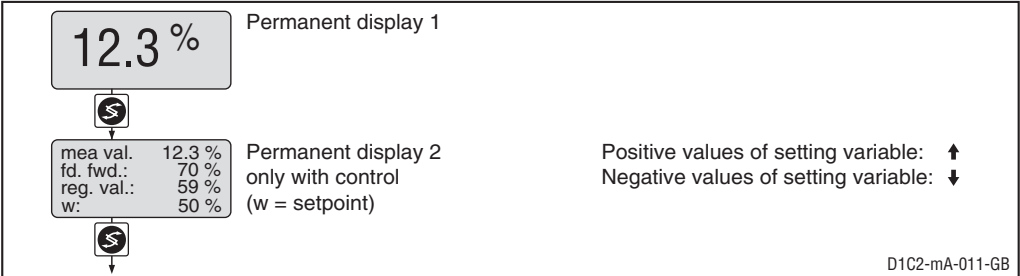 12.3 %
Permanent display 1
mea val. 12.3 %
fd. fwd.: 70 %
reg. val.: 59 %
w: 50 %
Permanent display 2
only with control
(w = setpoint)
Positive values of setting variable: ⬆
Negative values of setting variable: ⬇
D1C2-mA-011-GB